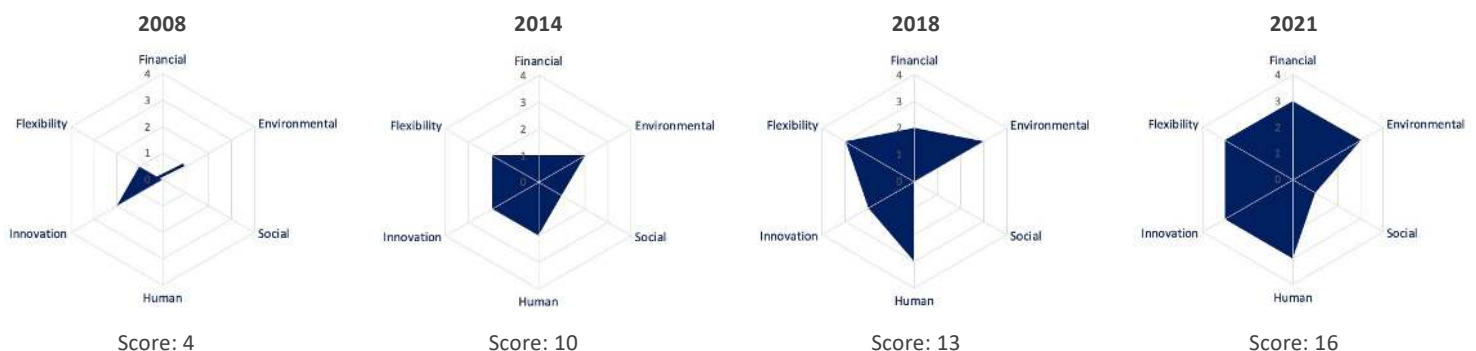 2008
Financial
4
3
2
1
0
Flexibility
Environmental
Innovation
Social
Human
Score: 4
2014
Financial
4
3
2
1
0
Flexibility
Environmental
Innovation
Social
Human
Score: 10
2018
Financial
4
3
2
1
0
Flexibility
Environmental
Innovation
Social
Human
Score: 13
2021
Financial
4
3
2
1
0
Flexibility
Environmental
Innovation
Social
Human
Score: 16